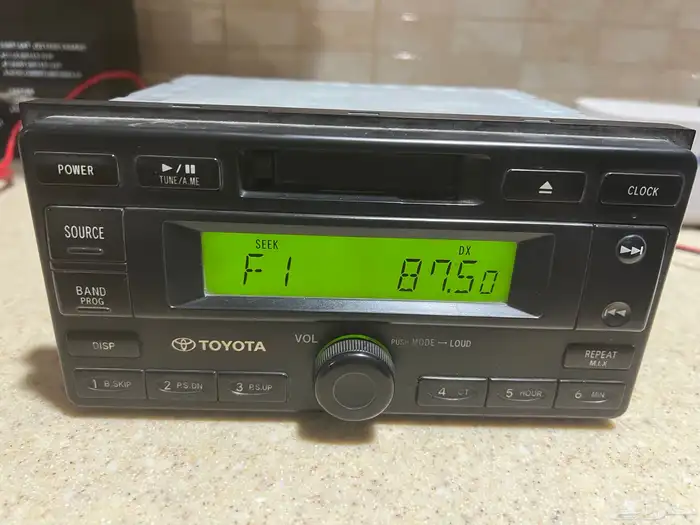 POWER
TUNE/A.ME
CLOCK
SOURCE
SEEK
DX
F1
87.50
BAND
PROG
DISP
TOYOTA
VOL
PUSH MODE → LOUD
REPEAT
M.I.X
1 B.SKIP
2 P.S.DN
3 P.S.UP
4 CT
5 HOUR
6 MIN